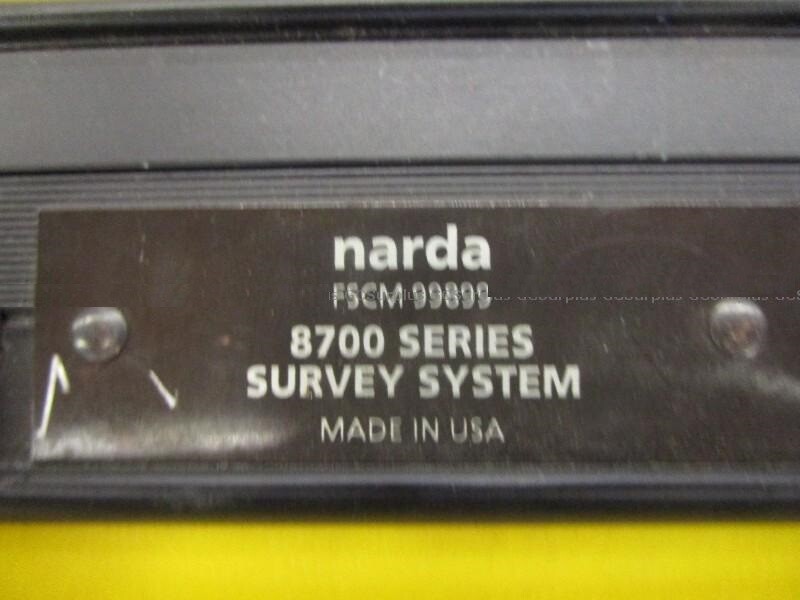 narda
FSCM 99899
8700 SERIES
SURVEY SYSTEM
MADE IN USA